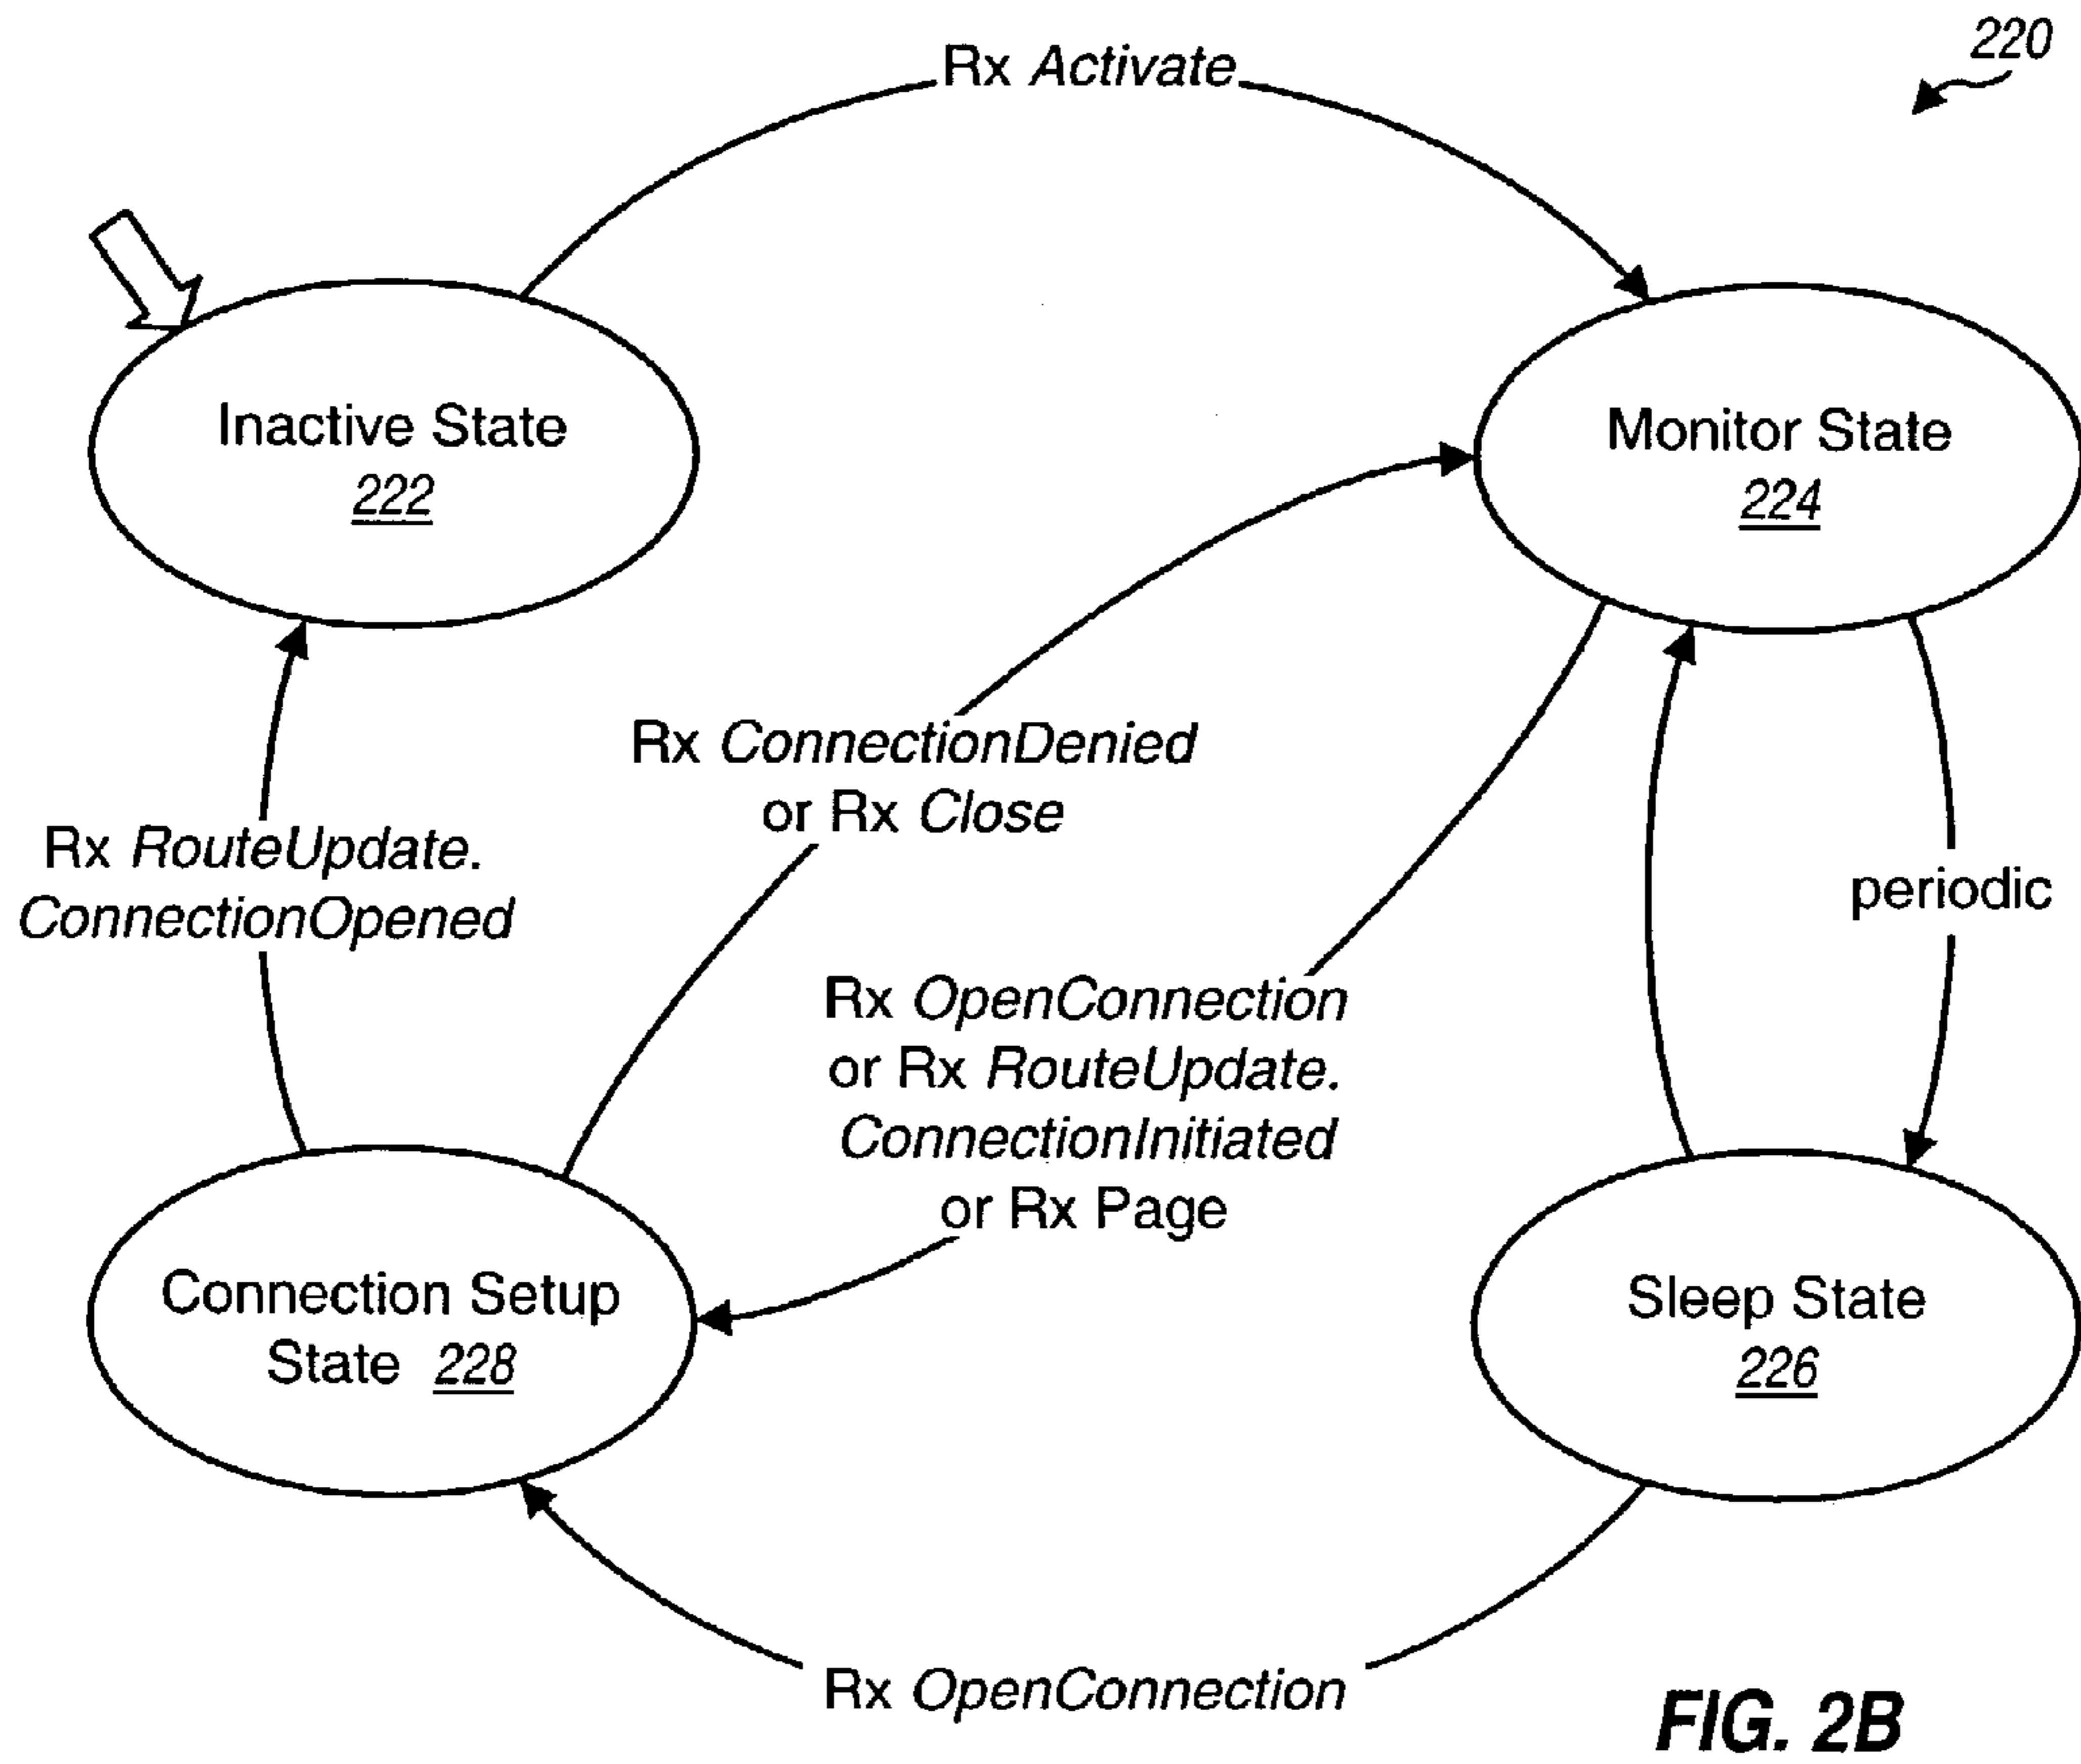 220
Rx Activate
Inactive State
222
Monitor State
224
Rx ConnectionDenied
or Rx Close
Rx RouteUpdate.
ConnectionOpened
periodic
Rx OpenConnection
or Rx RouteUpdate.
ConnectionInitiated
or Rx Page
Connection Setup
State 228
Sleep State
226
Rx OpenConnection
FIG. 2B